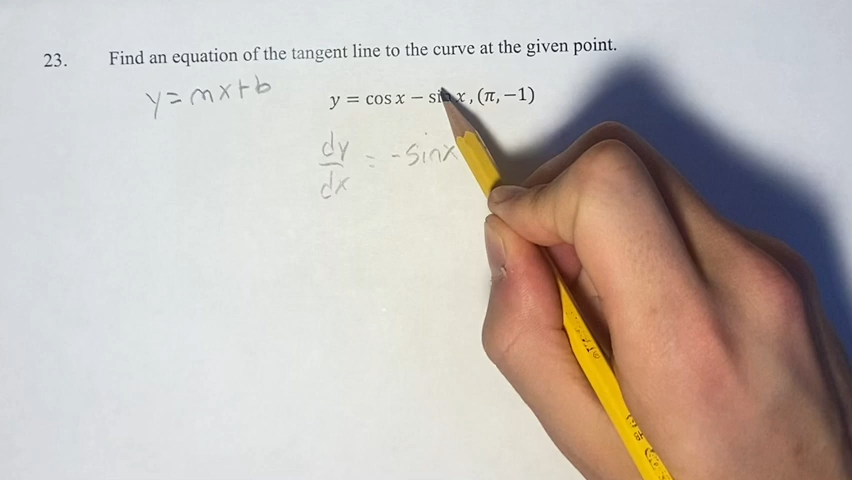 23. Find an equation of the tangent line to the curve at the given point.
y = mx+b
y = cos x − sin x , (π, −1)
dy/dx = -sinx